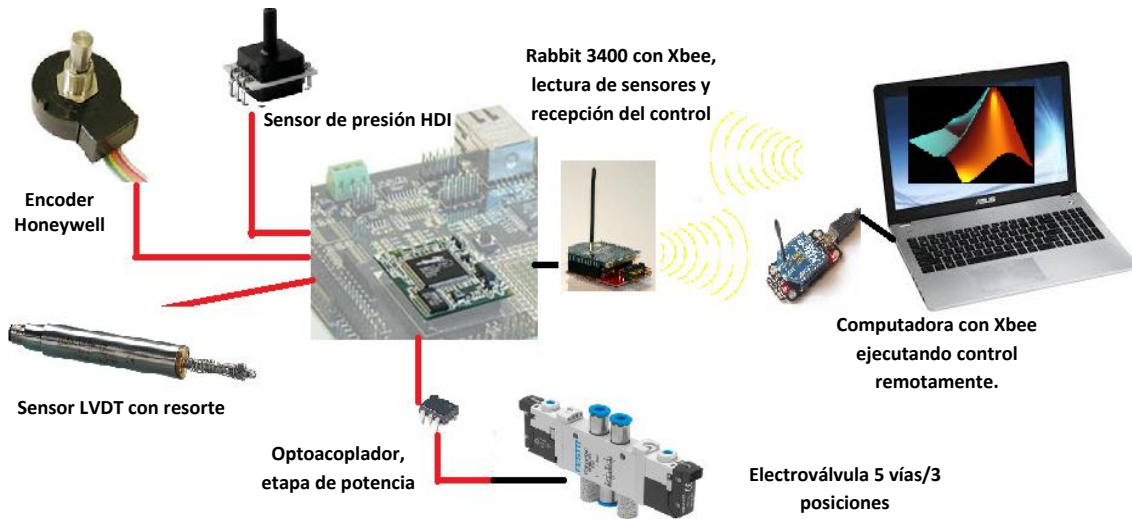 Rabbit 3400 con Xbee,
lectura de sensores y
recepción del control
Sensor de presión HDI
Encoder
Honeywell
ASUS
Computadora con Xbee
ejecutando control
remotamente.
Sensor LVDT con resorte
FESTO
Optoacoplador,
etapa de potencia
Electroválvula 5 vías/3
posiciones